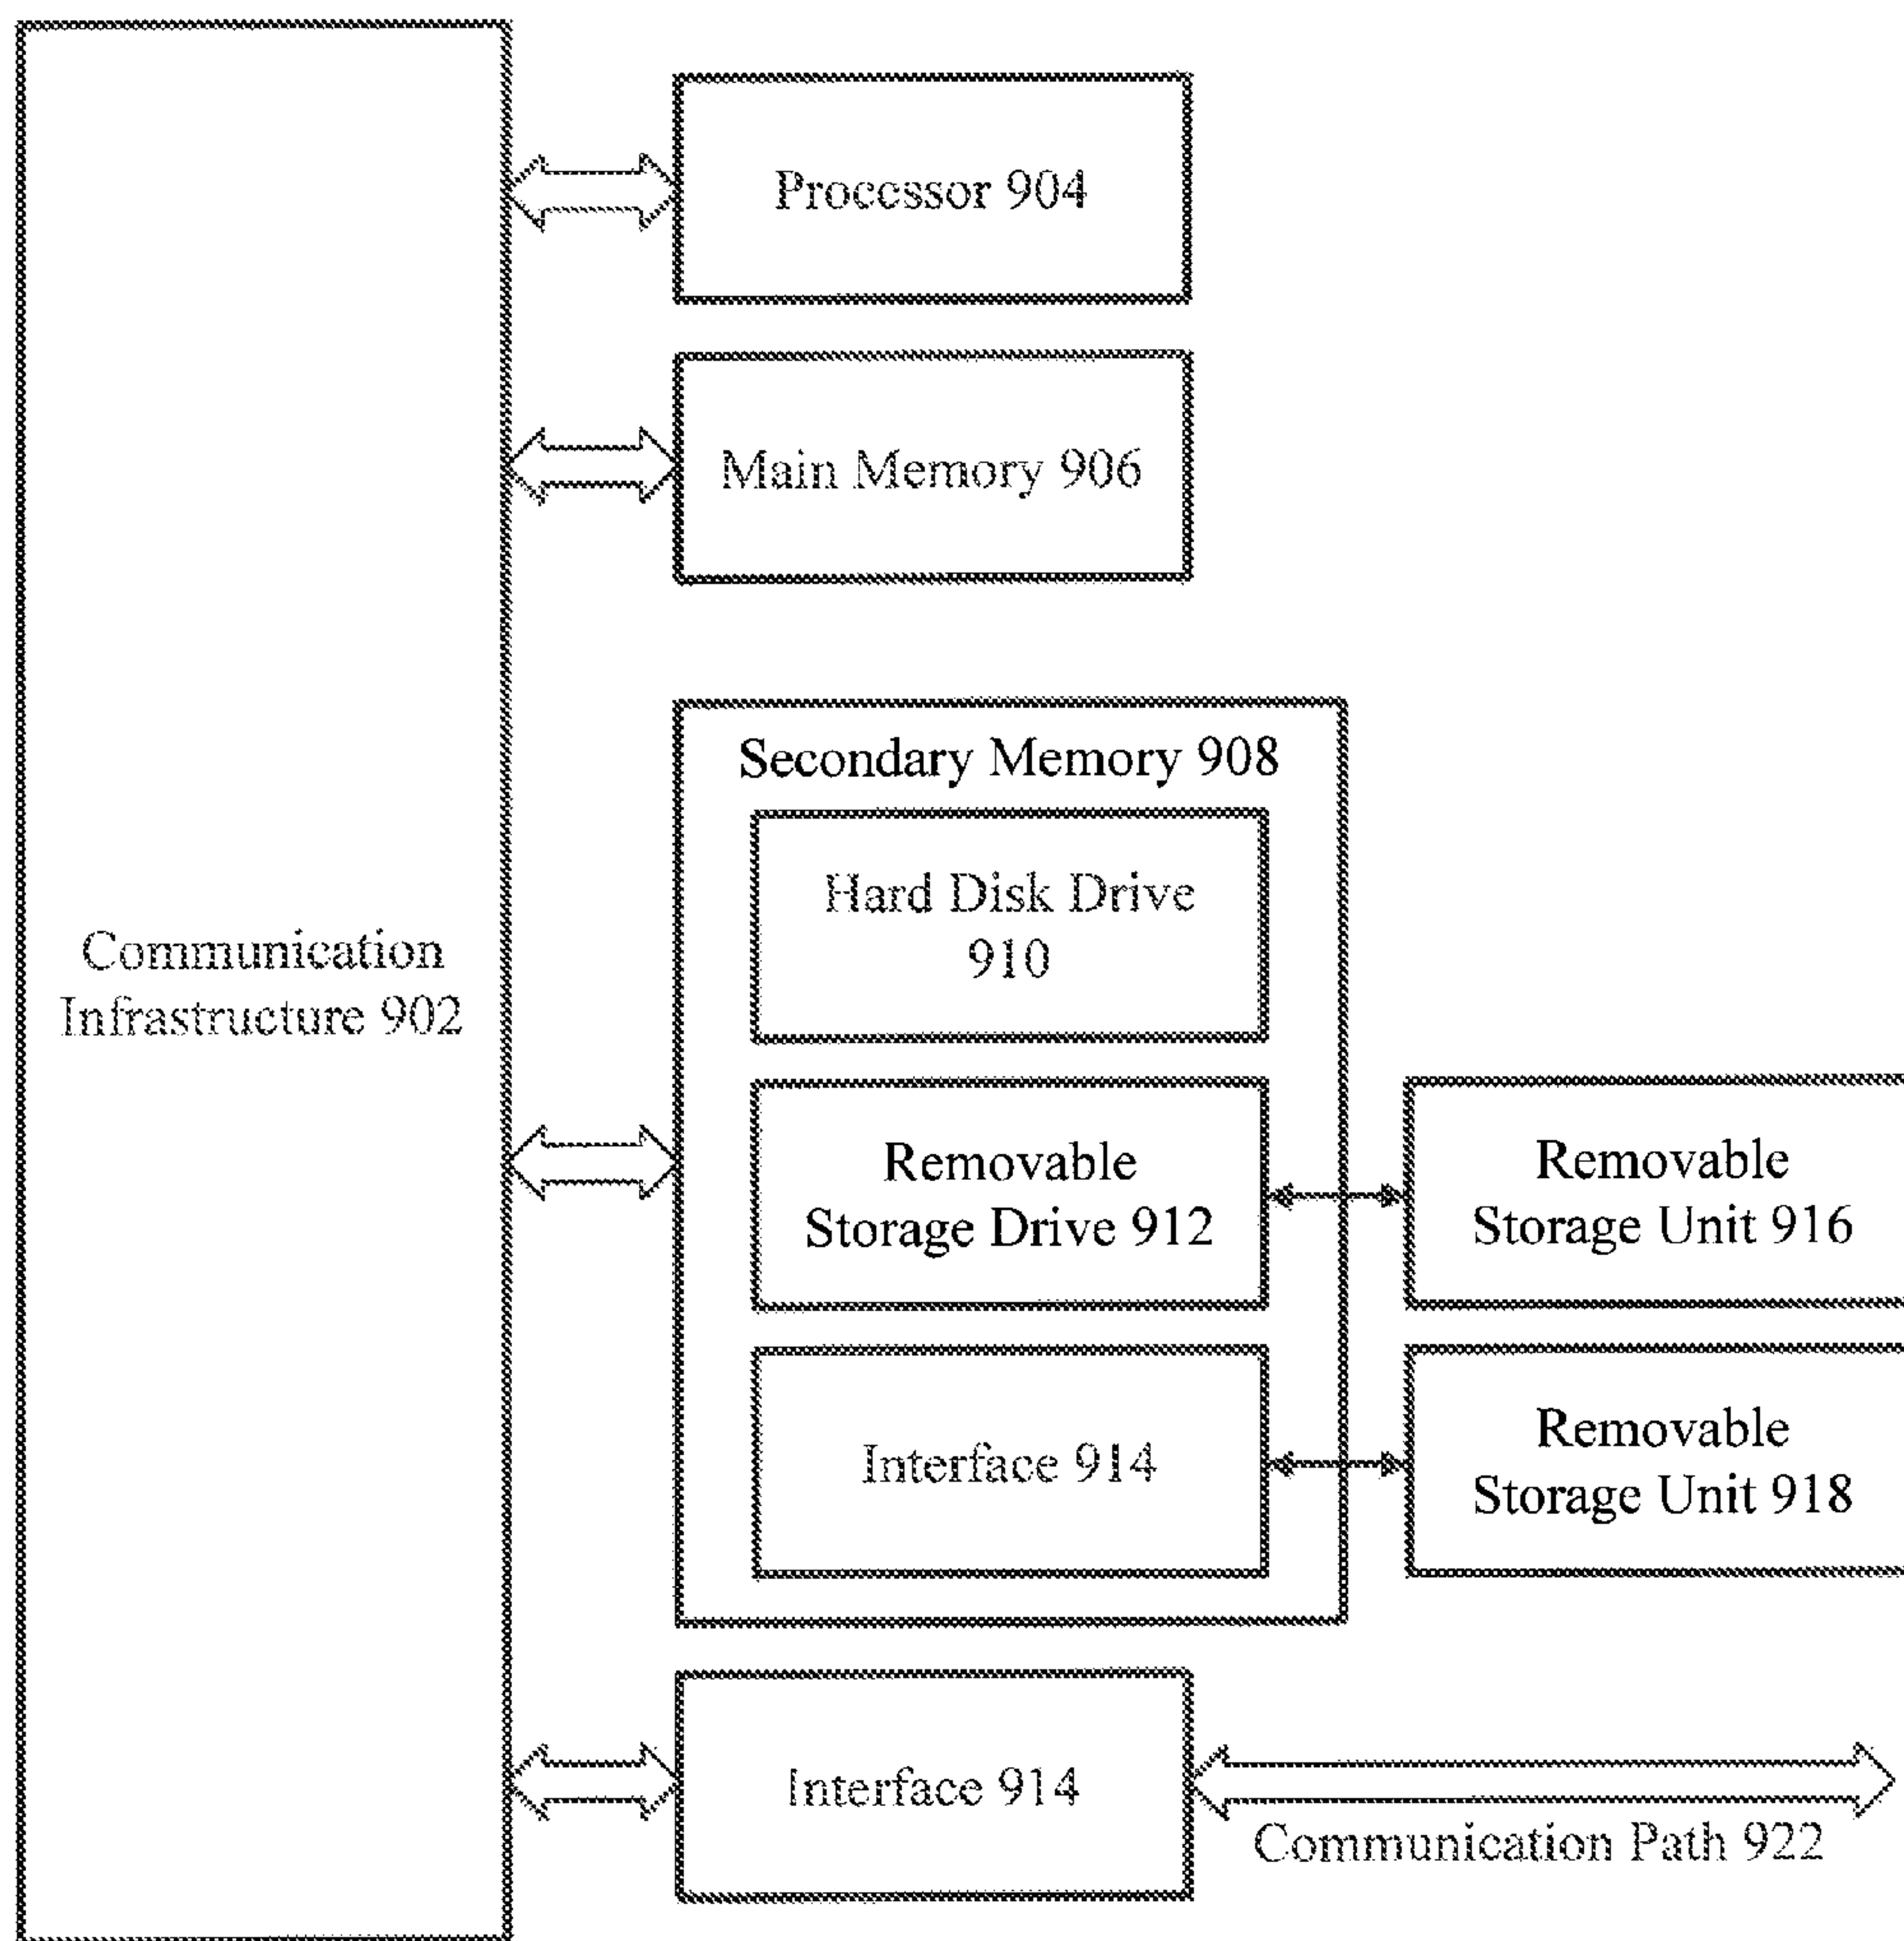 Processor 904
Main Memory 906
Secondary Memory 908
Hard Disk Drive
910
Communication
Infrastructure 902
Removable
Storage Drive 912
Removable
Storage Unit 916
Interface 914
Removable
Storage Unit 918
Interface 914
Communication Path 922